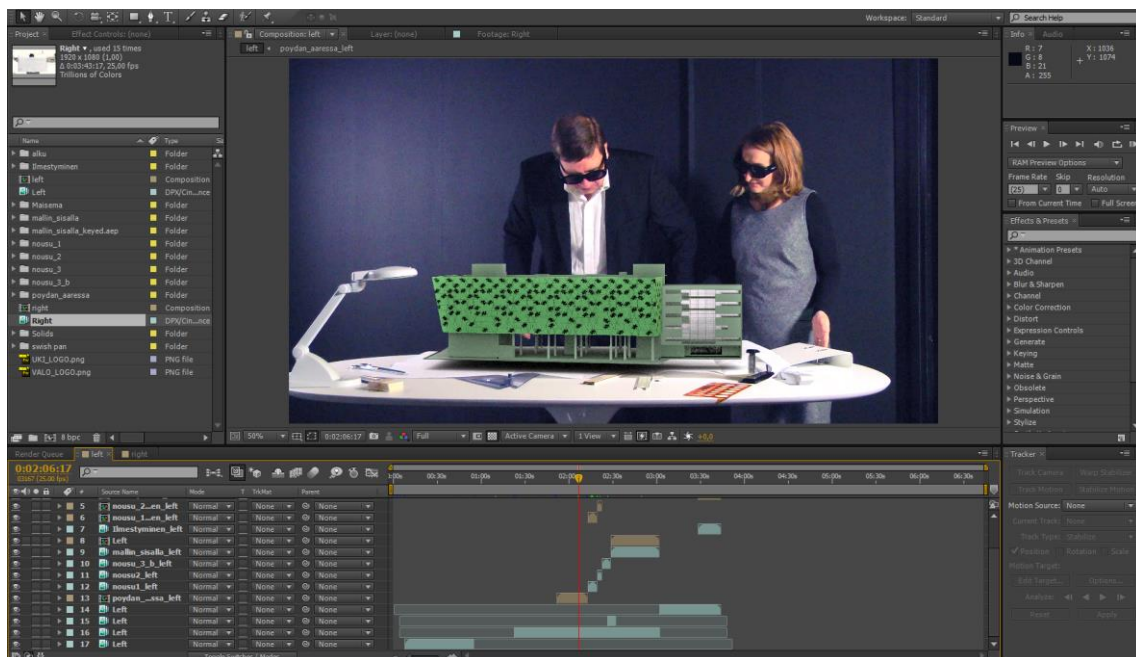 Workspace: Standard
Search Help
Project
Effect Controls: (none)
Composition: left
Layer: (none)
Footage: Right
Info
Audio
left
poydan_aaressa_left
Right ▼ , used 15 times
1920 x 1080 (1,00)
Δ 0:03:43:17, 25,00 fps
Trillions of Colors
R : 7
G : 8
B : 21
A : 255
X : 1036
Y : 1074
Name
Type
alku Folder
Ilmestyminen Folder
left Composition
Left DPX/Cin...nce
Maisema Folder
mallin_sisalla Folder
mallin_sisalla_keyed.aep Folder
nousu_1 Folder
nousu_2 Folder
nousu_3 Folder
nousu_3_b Folder
poydan_aaressa Folder
right Composition
Right DPX/Cin...nce
Solids Folder
swish pan Folder
UKI_LOGO.png PNG file
VALO_LOGO.png PNG file
8 bpc
Preview
RAM Preview Options
Frame Rate Skip Resolution
(25) 0 Auto
From Current Time Full Screen
Effects & Presets
* Animation Presets
3D Channel
Audio
Blur & Sharpen
Channel
Color Correction
Distort
Expression Controls
Generate
Keying
Matte
Noise & Grain
Obsolete
Perspective
Simulation
Stylize
50%
0:02:06:17
Full
Active Camera
1 View
+0,0
Render Queue
left
right
0:02:06:17
03167 (25.00 fps)
00:30s 01:00s 01:30s 02:00s 02:30s 03:00s 03:30s 04:00s 04:30s 05:00s 05:30s 06:00s 06:30s
# Source Name Mode T TrkMat Parent
5 nousu_2...en_left Normal None None
6 nousu_1...en_left Normal None None
7 Ilmestyminen_left Normal None None
8 Left Normal None None
9 mallin_sisalla_left Normal None None
10 nousu_3_b_left Normal None None
11 nousu2_left Normal None None
12 nousu1_left Normal None None
13 poydan_...ssa_left Normal None None
14 Left Normal None None
15 Left Normal None None
16 Left Normal None None
17 Left Normal None None
Toggle Switches / Modes
Tracker
Track Camera Warp Stabilizer
Track Motion Stabilize Motion
Motion Source: None
Current Track: None
Track Type: Stabilize
Position Rotation Scale
Motion Target:
Edit Target... Options...
Analyze:
Reset Apply